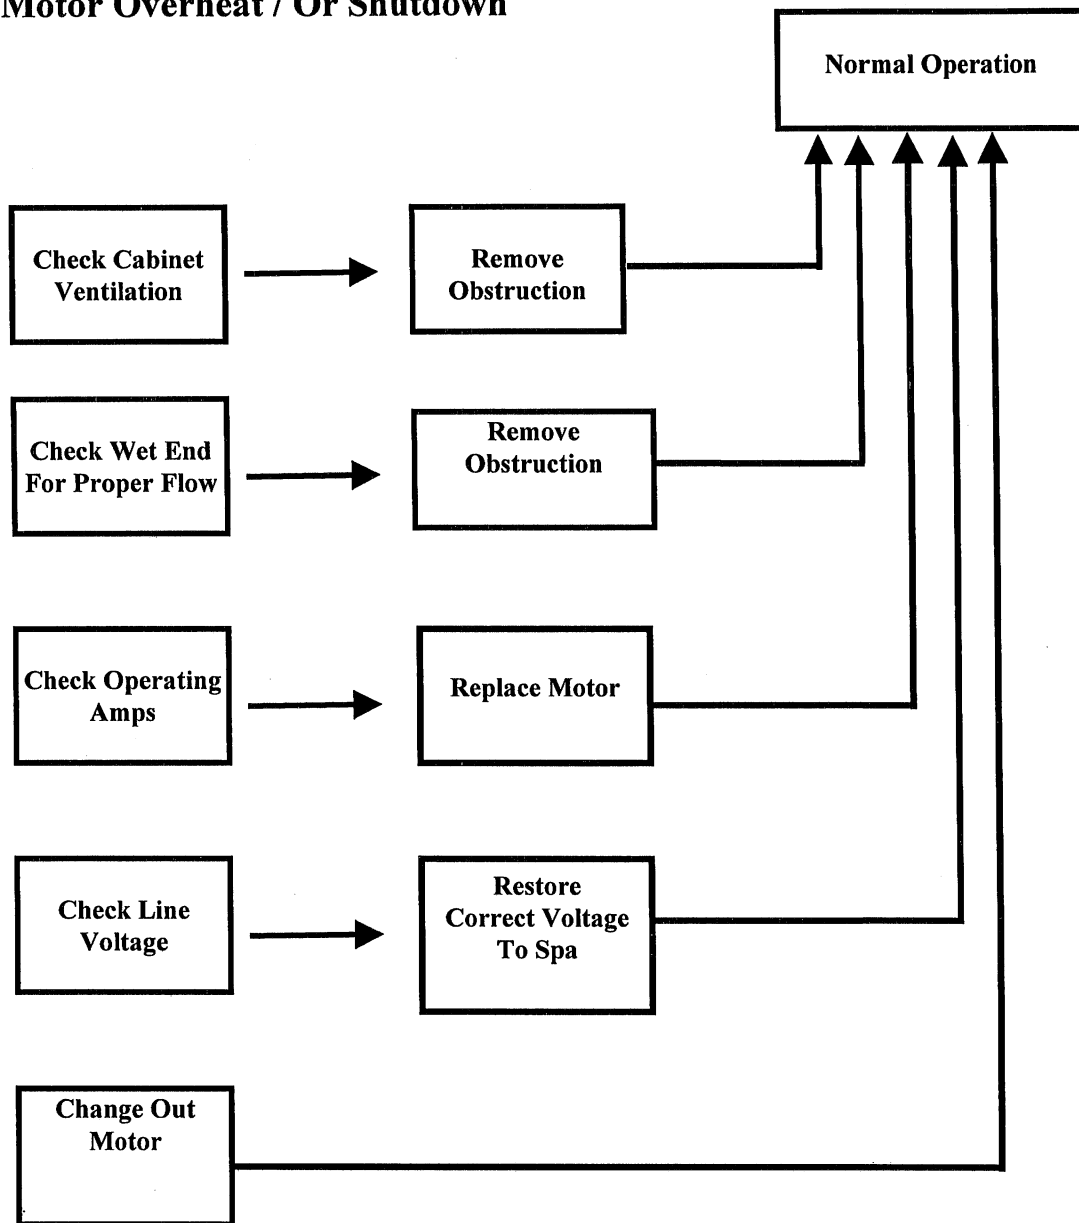 Motor Overheat / Or Shutdown
Normal Operation
Check Cabinet
Ventilation
Remove
Obstruction
Check Wet End
For Proper Flow
Remove
Obstruction
Check Operating
Amps
Replace Motor
Check Line
Voltage
Restore
Correct Voltage
To Spa
Change Out
Motor